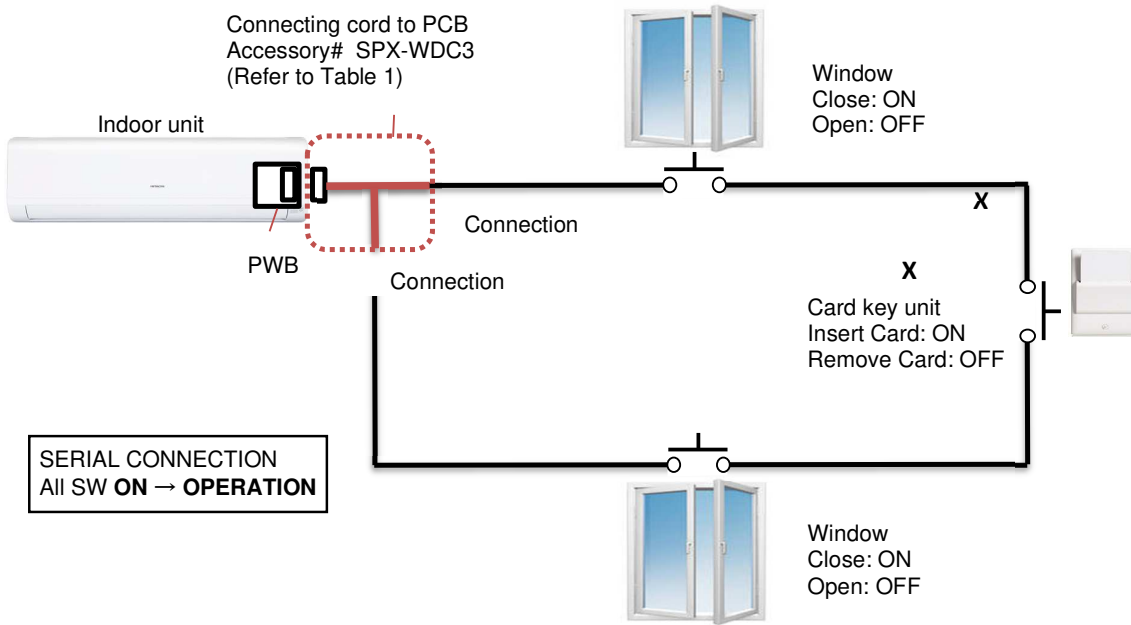 Connecting cord to PCB
Accessory# SPX-WDC3
(Refer to Table 1)
Indoor unit
HITACHI
PWB
Connection
Connection
Window
Close: ON
Open: OFF
X
X
Card key unit
Insert Card: ON
Remove Card: OFF
SERIAL CONNECTION
All SW ON → OPERATION
Window
Close: ON
Open: OFF